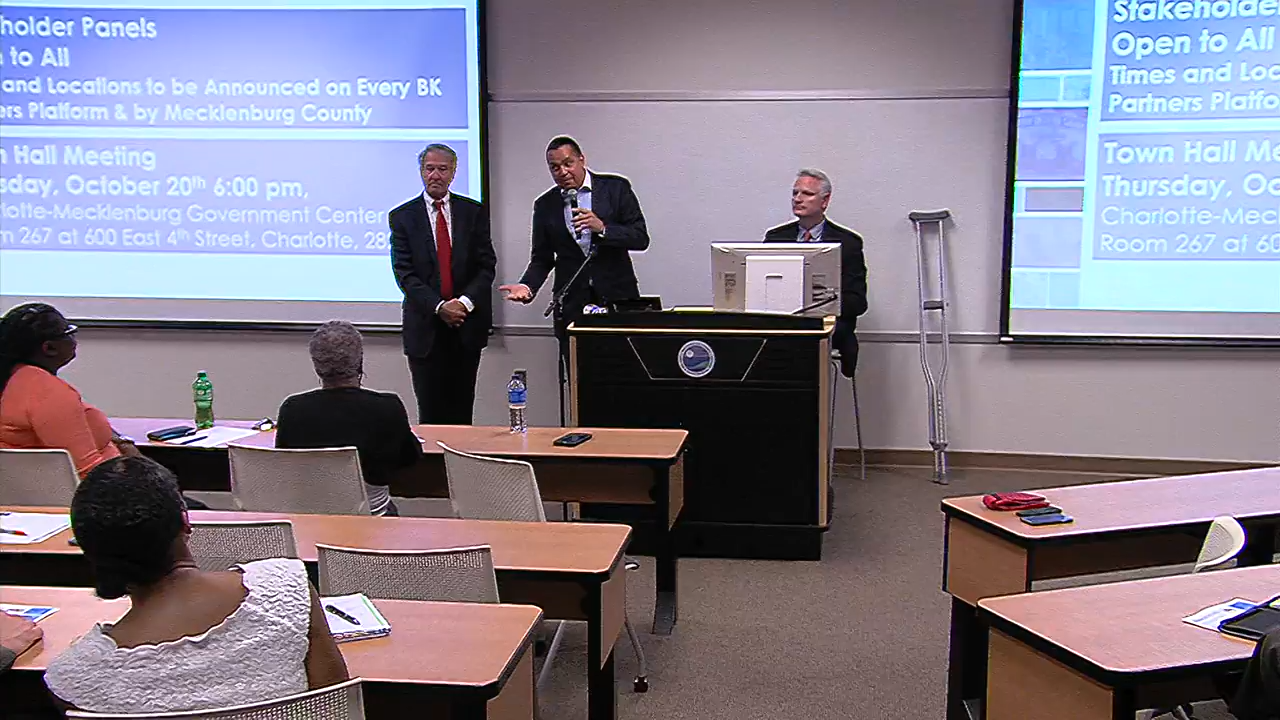 holder Panels
to All
and Locations to be Announced on Every BK
ers Platform & by Mecklenburg County
Hall Meeting
sday, October 20th 6:00 pm,
rlotte-Mecklenburg Government Center
m 267 at 600 East 4th Street, Charlotte, 28
Stakeholde
Open to All
Times and Loc
Partners Platfo
Town Hall Me
Thursday, Oc
Charlotte-Mec
Room 267 at 60